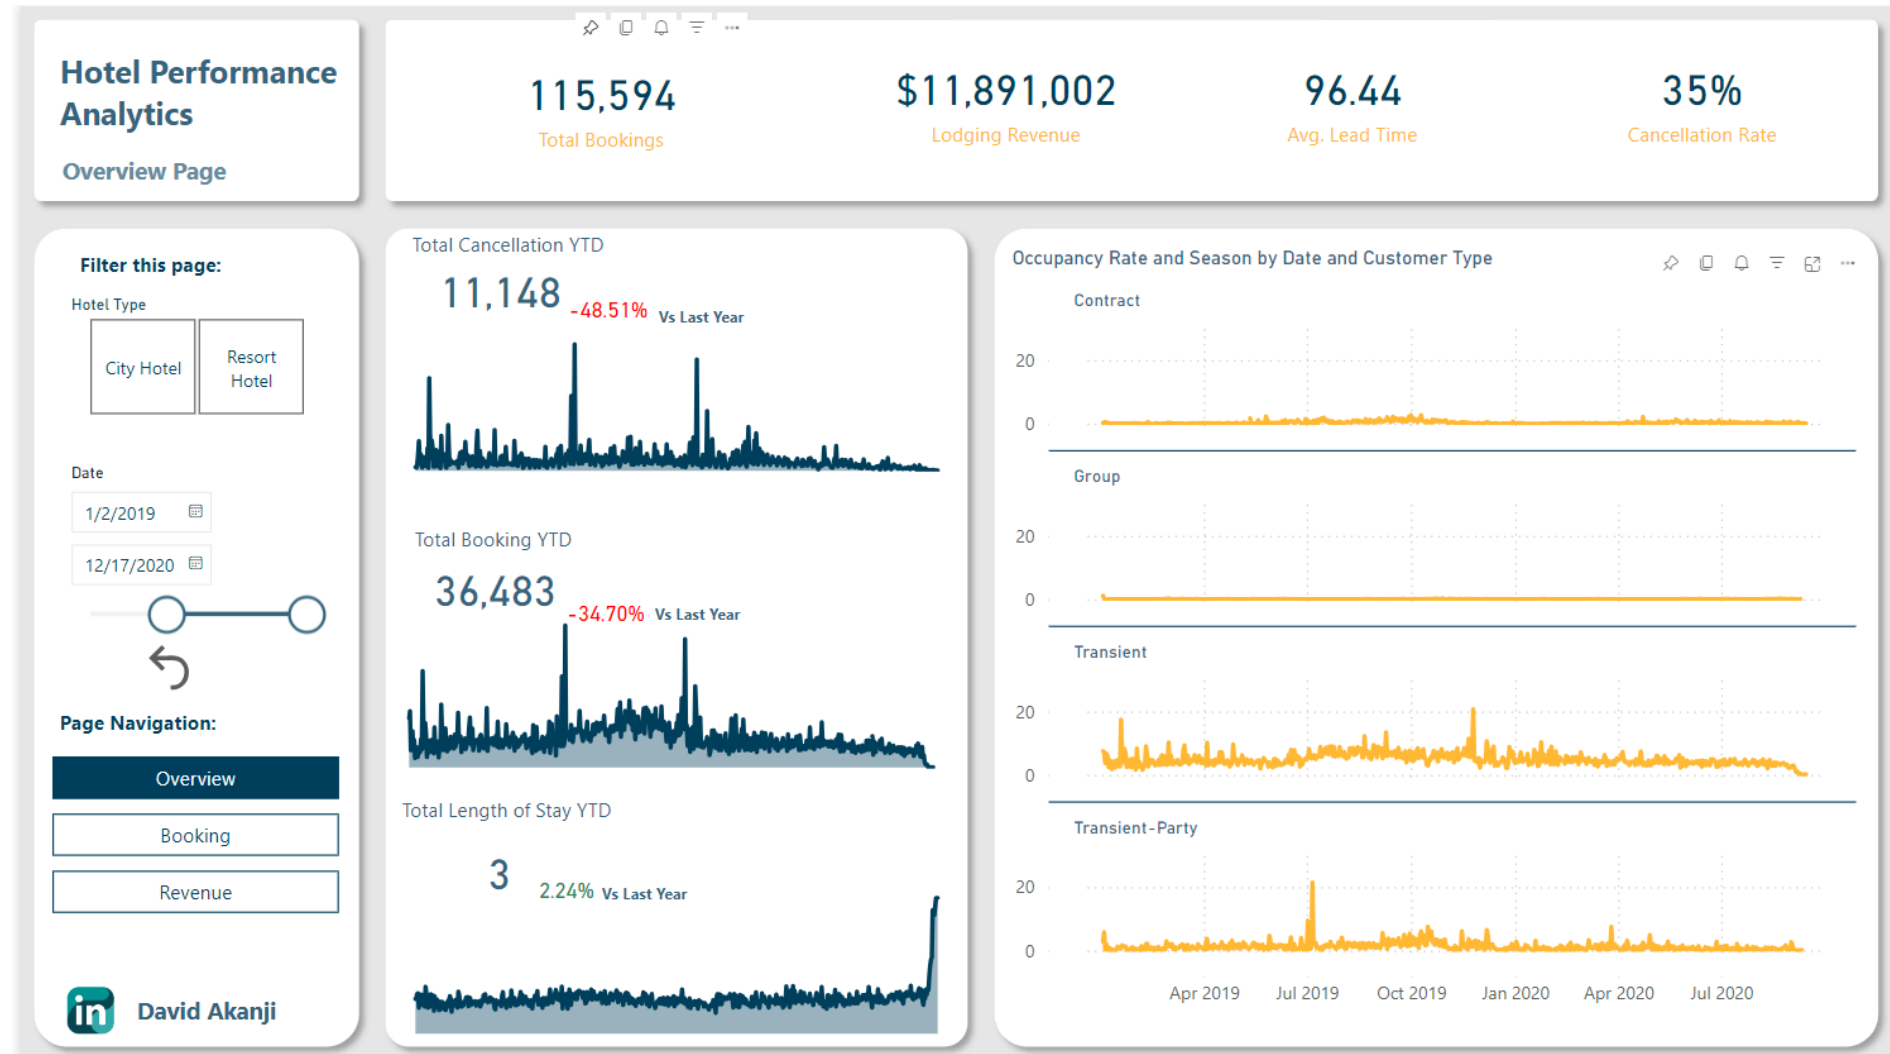 Hotel Performance
Analytics
Overview Page
115,594
Total Bookings
$11,891,002
Lodging Revenue
96.44
Avg. Lead Time
35%
Cancellation Rate
Filter this page:
Hotel Type
City Hotel
Resort
Hotel
Date
1/2/2019
12/17/2020
Page Navigation:
Overview
Booking
Revenue
in
David Akanji
Total Cancellation YTD
11,148
-48.51% Vs Last Year
Total Booking YTD
36,483
-34.70% Vs Last Year
Total Length of Stay YTD
3
2.24% Vs Last Year
Occupancy Rate and Season by Date and Customer Type
Contract
20
0
Group
20
0
Transient
20
0
Transient-Party
20
0
Apr 2019 Jul 2019 Oct 2019 Jan 2020 Apr 2020 Jul 2020